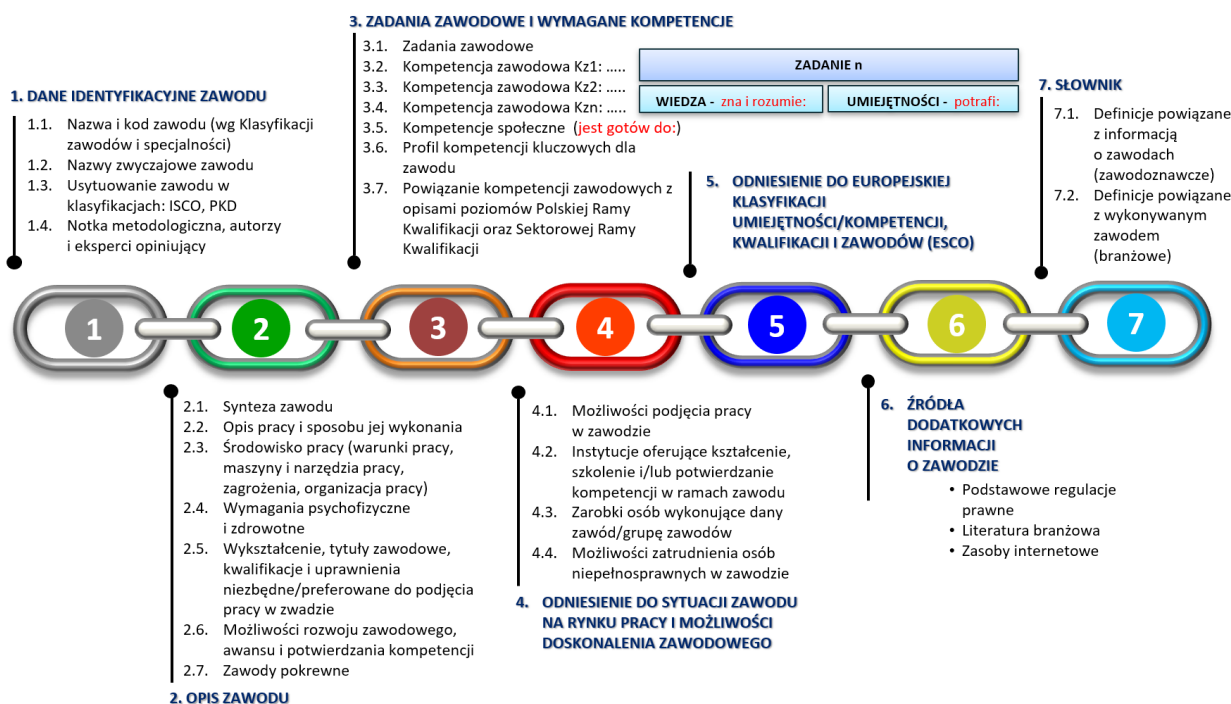 1. DANE IDENTYFIKACYJNE ZAWODU
1.1. Nazwa i kod zawodu (wg Klasyfikacji
zawodów i specjalności)
1.2. Nazwy zwyczajowe zawodu
1.3. Usytuowanie zawodu w
klasyfikacjach: ISCO, PKD
1.4. Notka metodologiczna, autorzy
i eksperci opiniujący
3. ZADANIA ZAWODOWE I WYMAGANE KOMPETENCJE
3.1. Zadania zawodowe
3.2. Kompetencja zawodowa Kz1: .....
3.3. Kompetencja zawodowa Kz2: .....
3.4. Kompetencja zawodowa Kzn: .....
3.5. Kompetencje społeczne (jest gotów do:)
3.6. Profil kompetencji kluczowych dla
zawodu
3.7. Powiązanie kompetencji zawodowych z
opisami poziomów Polskiej Ramy
Kwalifikacji oraz Sektorowej Ramy
Kwalifikacji
ZADANIE n
WIEDZA - zna i rozumie:
UMIEJĘTNOŚCI - potrafi:
5. ODNIESIENIE DO EUROPEJSKIEJ
KLASYFIKACJI
UMIEJĘTNOŚCI/KOMPETENCJI,
KWALIFIKACJI I ZAWODÓW (ESCO)
7. SŁOWNIK
7.1. Definicje powiązane
z informacją
o zawodach
(zawodoznawcze)
7.2. Definicje powiązane
z wykonywanym
zawodem
(branżowe)
1
2
3
4
5
6
7
2.1. Synteza zawodu
2.2. Opis pracy i sposobu jej wykonania
2.3. Środowisko pracy (warunki pracy,
maszyny i narzędzia pracy,
zagrożenia, organizacja pracy)
2.4. Wymagania psychofizyczne
i zdrowotne
2.5. Wykształcenie, tytuły zawodowe,
kwalifikacje i uprawnienia
niezbędne/preferowane do podjęcia
pracy w zwadzie
2.6. Możliwości rozwoju zawodowego,
awansu i potwierdzania kompetencji
2.7. Zawody pokrewne
2. OPIS ZAWODU
4.1. Możliwości podjęcia pracy
w zawodzie
4.2. Instytucje oferujące kształcenie,
szkolenie i/lub potwierdzanie
kompetencji w ramach zawodu
4.3. Zarobki osób wykonujące dany
zawód/grupę zawodów
4.4. Możliwości zatrudnienia osób
niepełnosprawnych w zawodzie
4. ODNIESIENIE DO SYTUACJI ZAWODU
NA RYNKU PRACY I MOŻLIWOŚCI
DOSKONALENIA ZAWODOWEGO
6. ŹRÓDŁA
DODATKOWYCH
INFORMACJI
O ZAWODZIE
• Podstawowe regulacje
prawne
• Literatura branżowa
• Zasoby internetowe